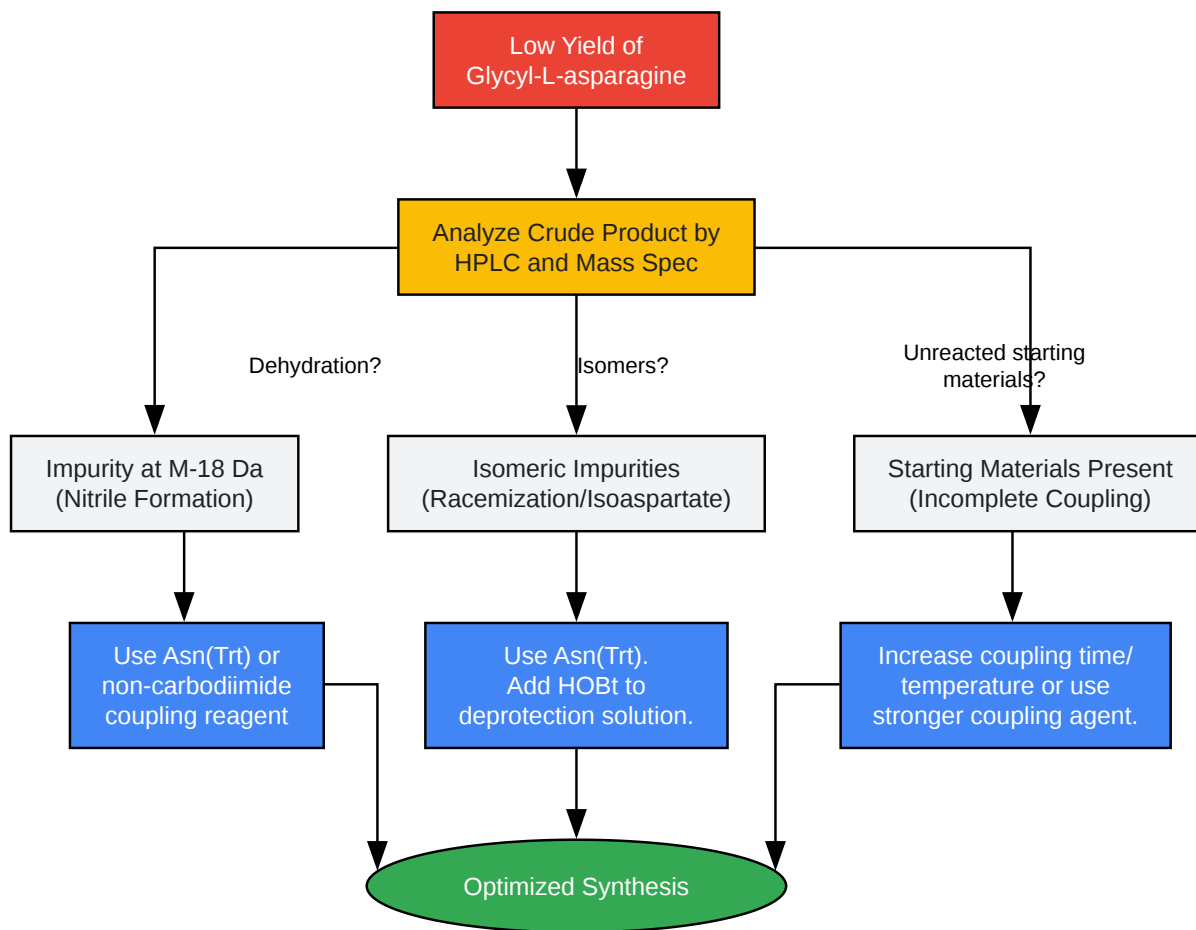 Low Yield of
Glycyl-L-asparagine
Analyze Crude Product by
HPLC and Mass Spec
Dehydration?
Isomers?
Unreacted starting
materials?
Impurity at M-18 Da
(Nitrile Formation)
Isomeric Impurities
(Racemization/Isoaspartate)
Starting Materials Present
(Incomplete Coupling)
Use Asn(Trt) or
non-carbodiimide
coupling reagent
Use Asn(Trt).
Add HOBt to
deprotection solution.
Increase coupling time/
temperature or use
stronger coupling agent.
Optimized Synthesis